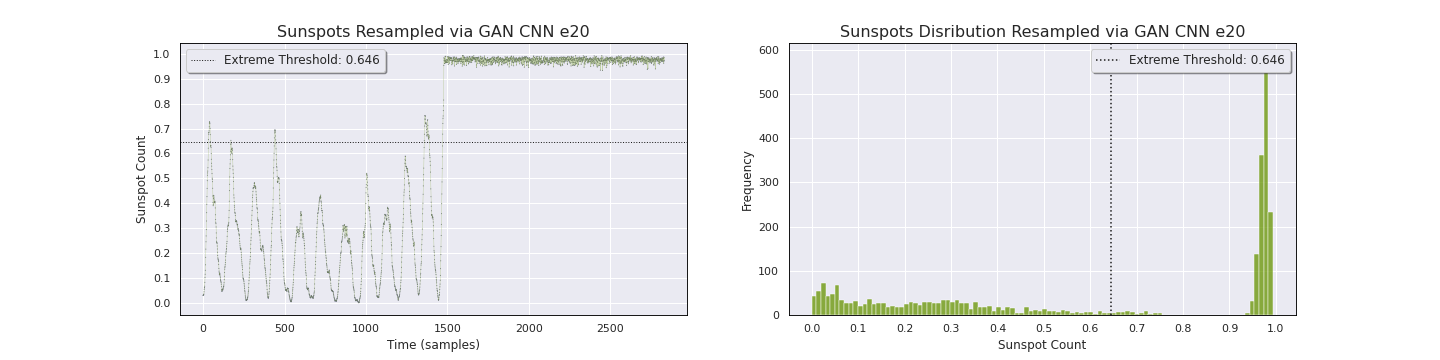 Sunspots Resampled via GAN CNN e20
Extreme Threshold: 0.646
1.0
0.9
0.8
0.7
0.6
0.5
0.4
0.3
0.2
0.1
0.0
Sunspot Count
0 500 1000 1500 2000 2500
Time (samples)
Sunspots Disribution Resampled via GAN CNN e20
Extreme Threshold: 0.646
600
500
400
300
200
100
0
Frequency
0.0 0.1 0.2 0.3 0.4 0.5 0.6 0.7 0.8 0.9 1.0
Sunspot Count